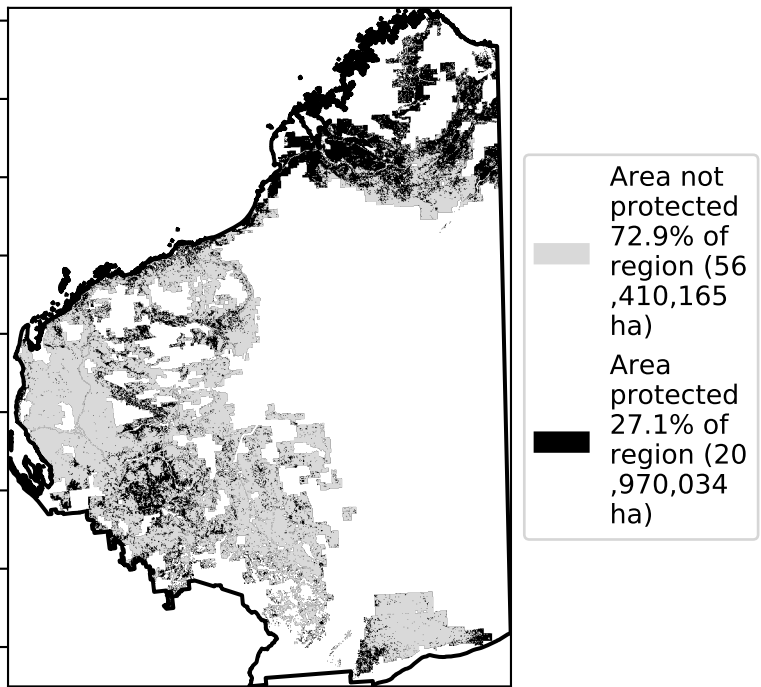 Area not
protected
72.9% of
region (56
,410,165
ha)
Area
protected
27.1% of
region (20
,970,034
ha)